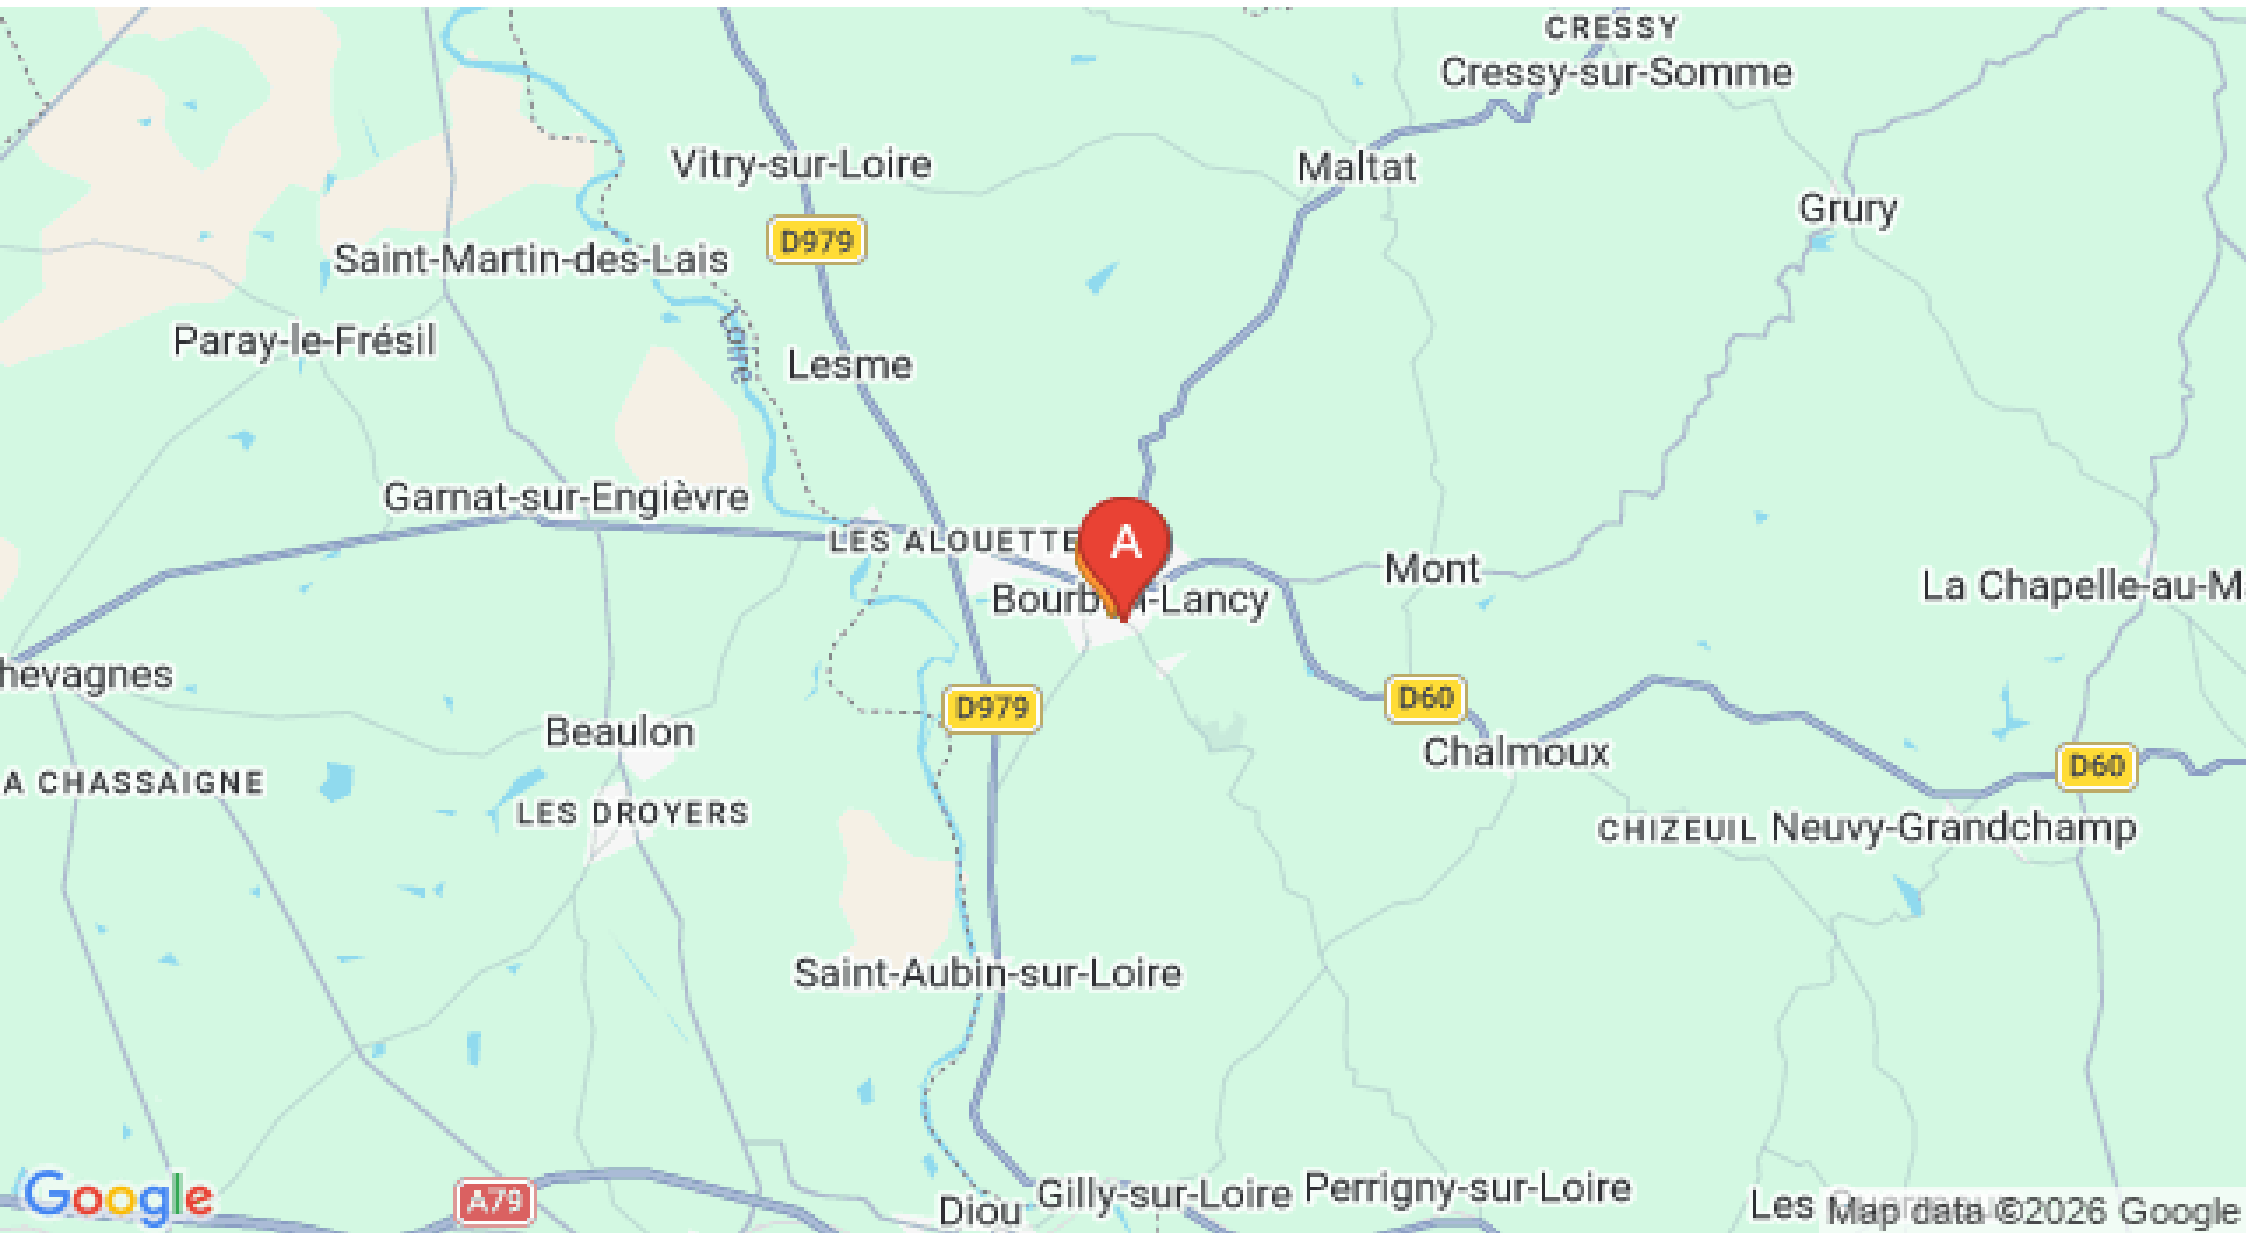 CRESSY
Cressy-sur-Somme
Vitry-sur-Loire
Maltat
Grury
D979
Saint-Martin-des-Lais
Loire
Paray-le-Frésil
Lesme
Garnat-sur-Engièvre
LES ALOUETTE
A
Mont
La Chapelle-au-M
Bourb
-Lancy
hevagnes
D60
D979
Beaulon
Chalmoux
D60
A CHASSAIGNE
LES DROYERS
CHIZEUIL
Neuvy-Grandchamp
Saint-Aubin-sur-Loire
Google
A79
Diou
Gilly-sur-Loire
Perrigny-sur-Loire
Les
Map data ©2026 Google